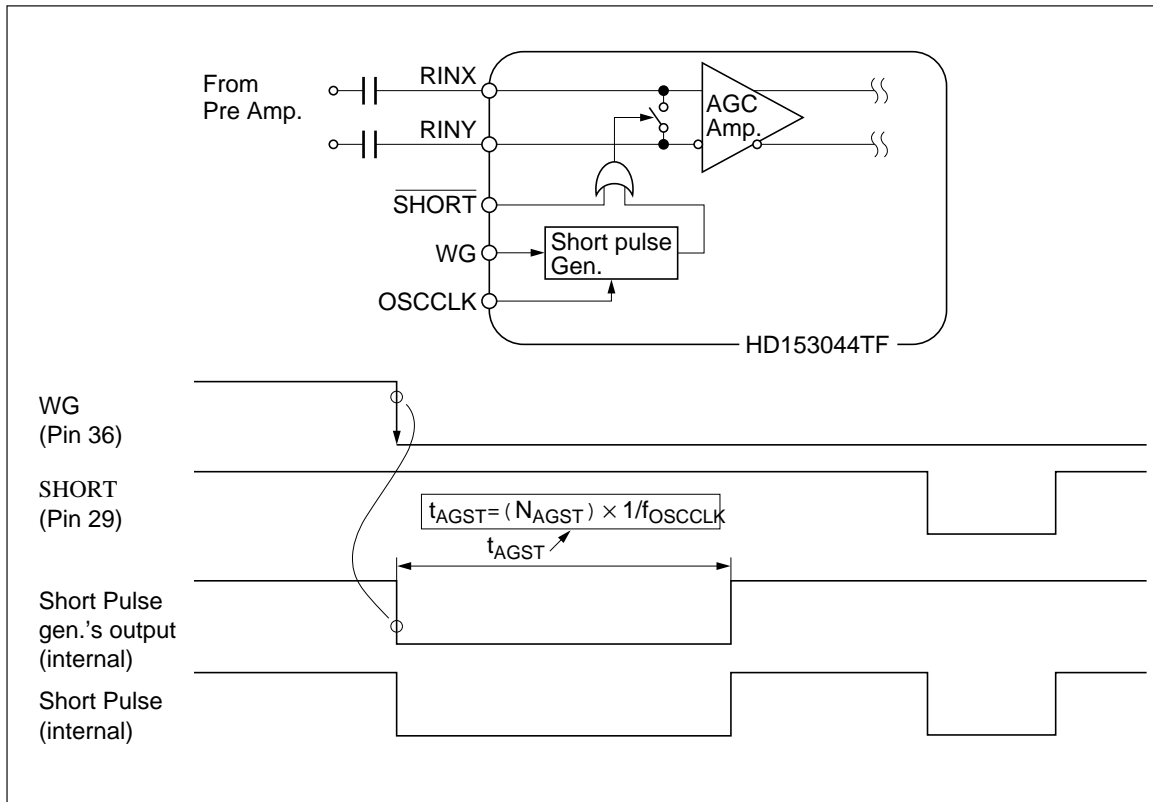 From
Pre Amp.
RINX
RINY
SHORT
WG
OSCCLK
AGC
Amp.
Short pulse
Gen.
HD153044TF
WG
(Pin 36)
SHORT
(Pin 29)
tAGST=(NAGST) × 1/fOSCCLK
tAGST
Short Pulse
gen.'s output
(internal)
Short Pulse
(internal)